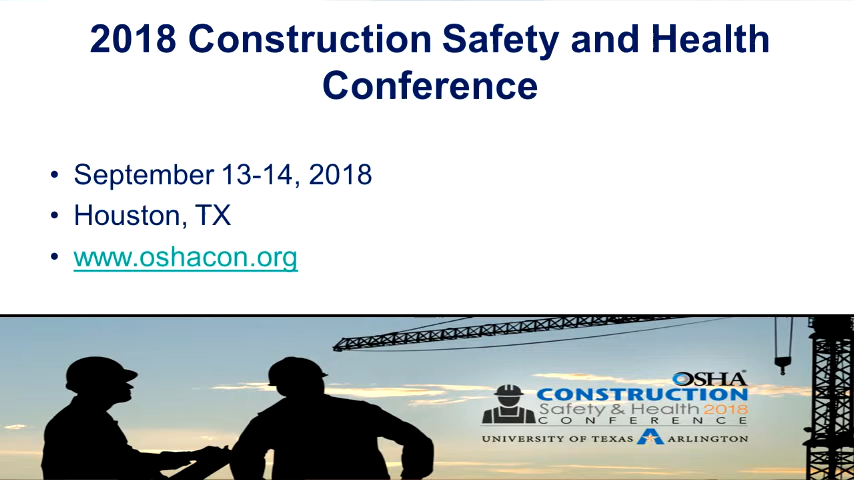 2018 Construction Safety and Health
Conference
• September 13-14, 2018
• Houston, TX
• www.oshacon.org
OSHA®
CONSTRUCTION
Safety & Health 2018
CONFERENCE
UNIVERSITY OF TEXAS A ARLINGTON